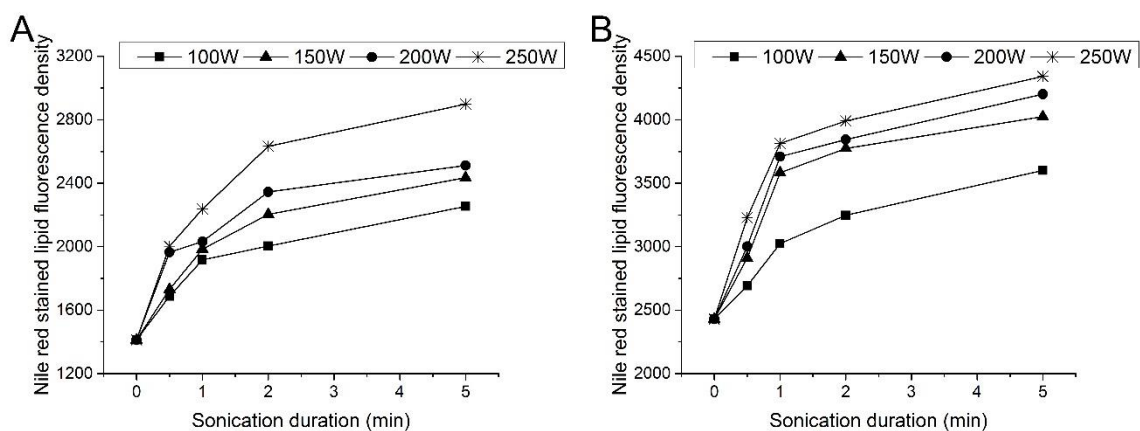 A
100W 150W 200W 250W
Nile red stained lipid fluorescence density
3200
2800
2400
2000
1600
1200
0 1 2 3 4 5
Sonication duration (min)
B
100W 150W 200W 250W
Nile red stained lipid fluorescence density
4500
4000
3500
3000
2500
2000
0 1 2 3 4 5
Sonication duration (min)